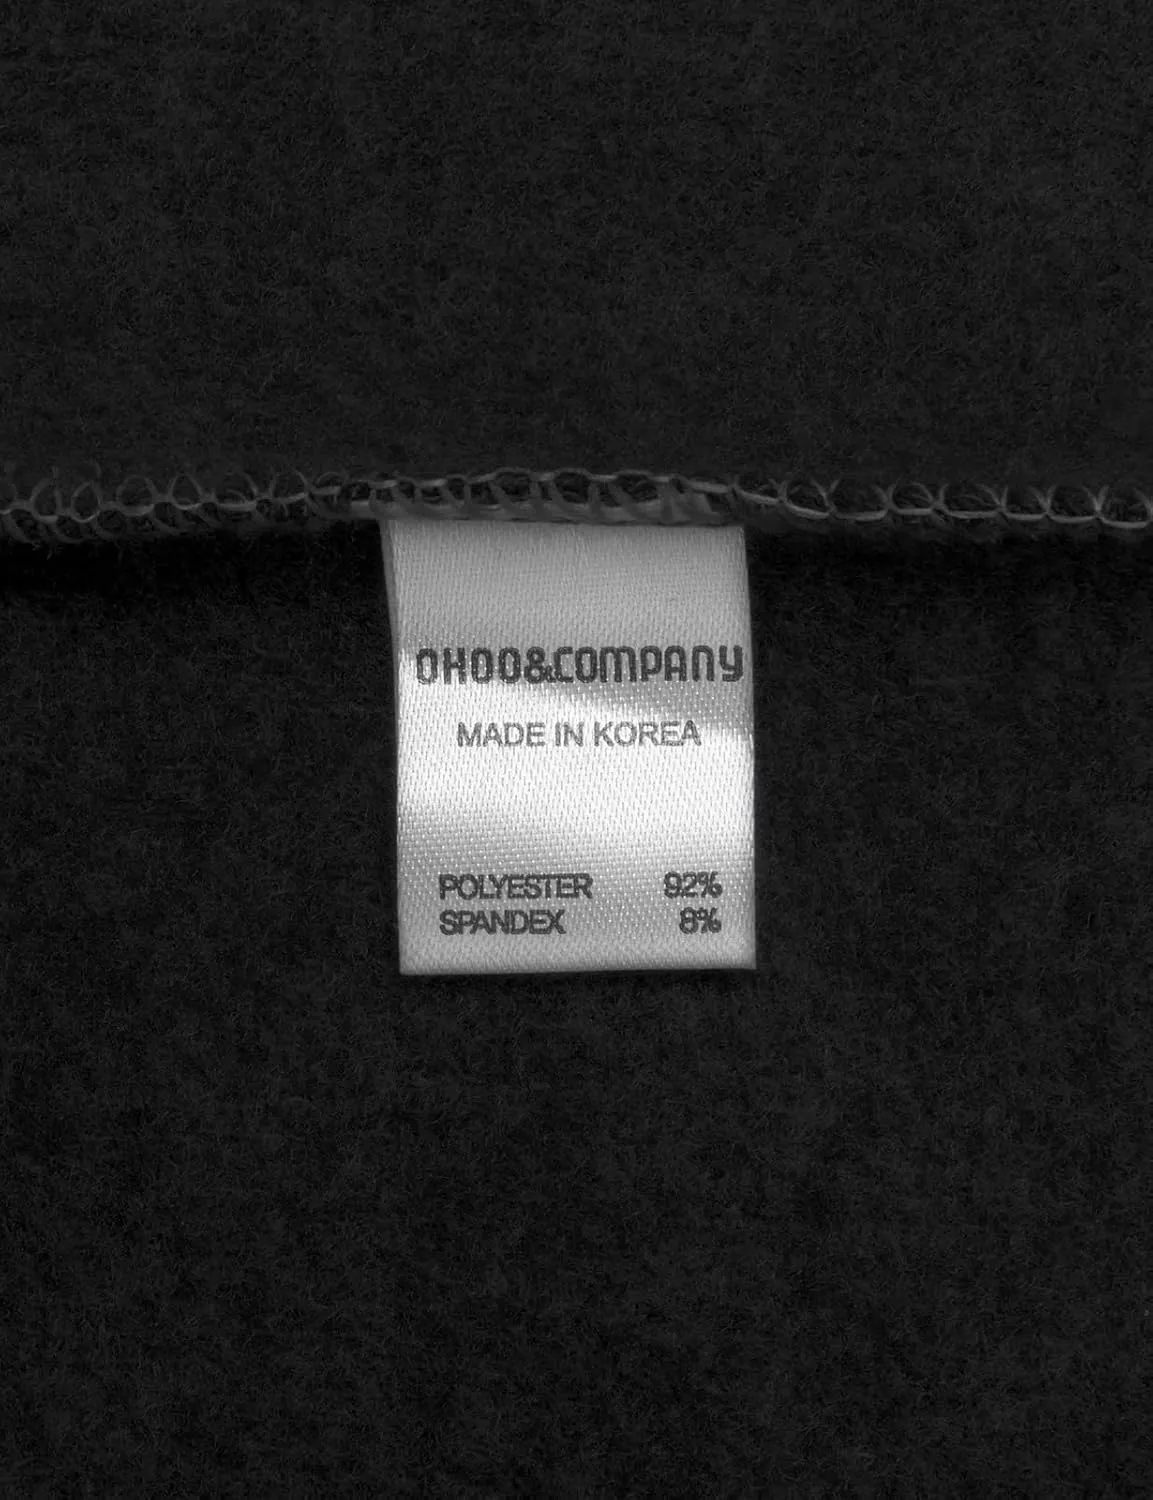 OHOO&COMPANY
MADE IN KOREA
POLYESTER 92%
SPANDEX 8%